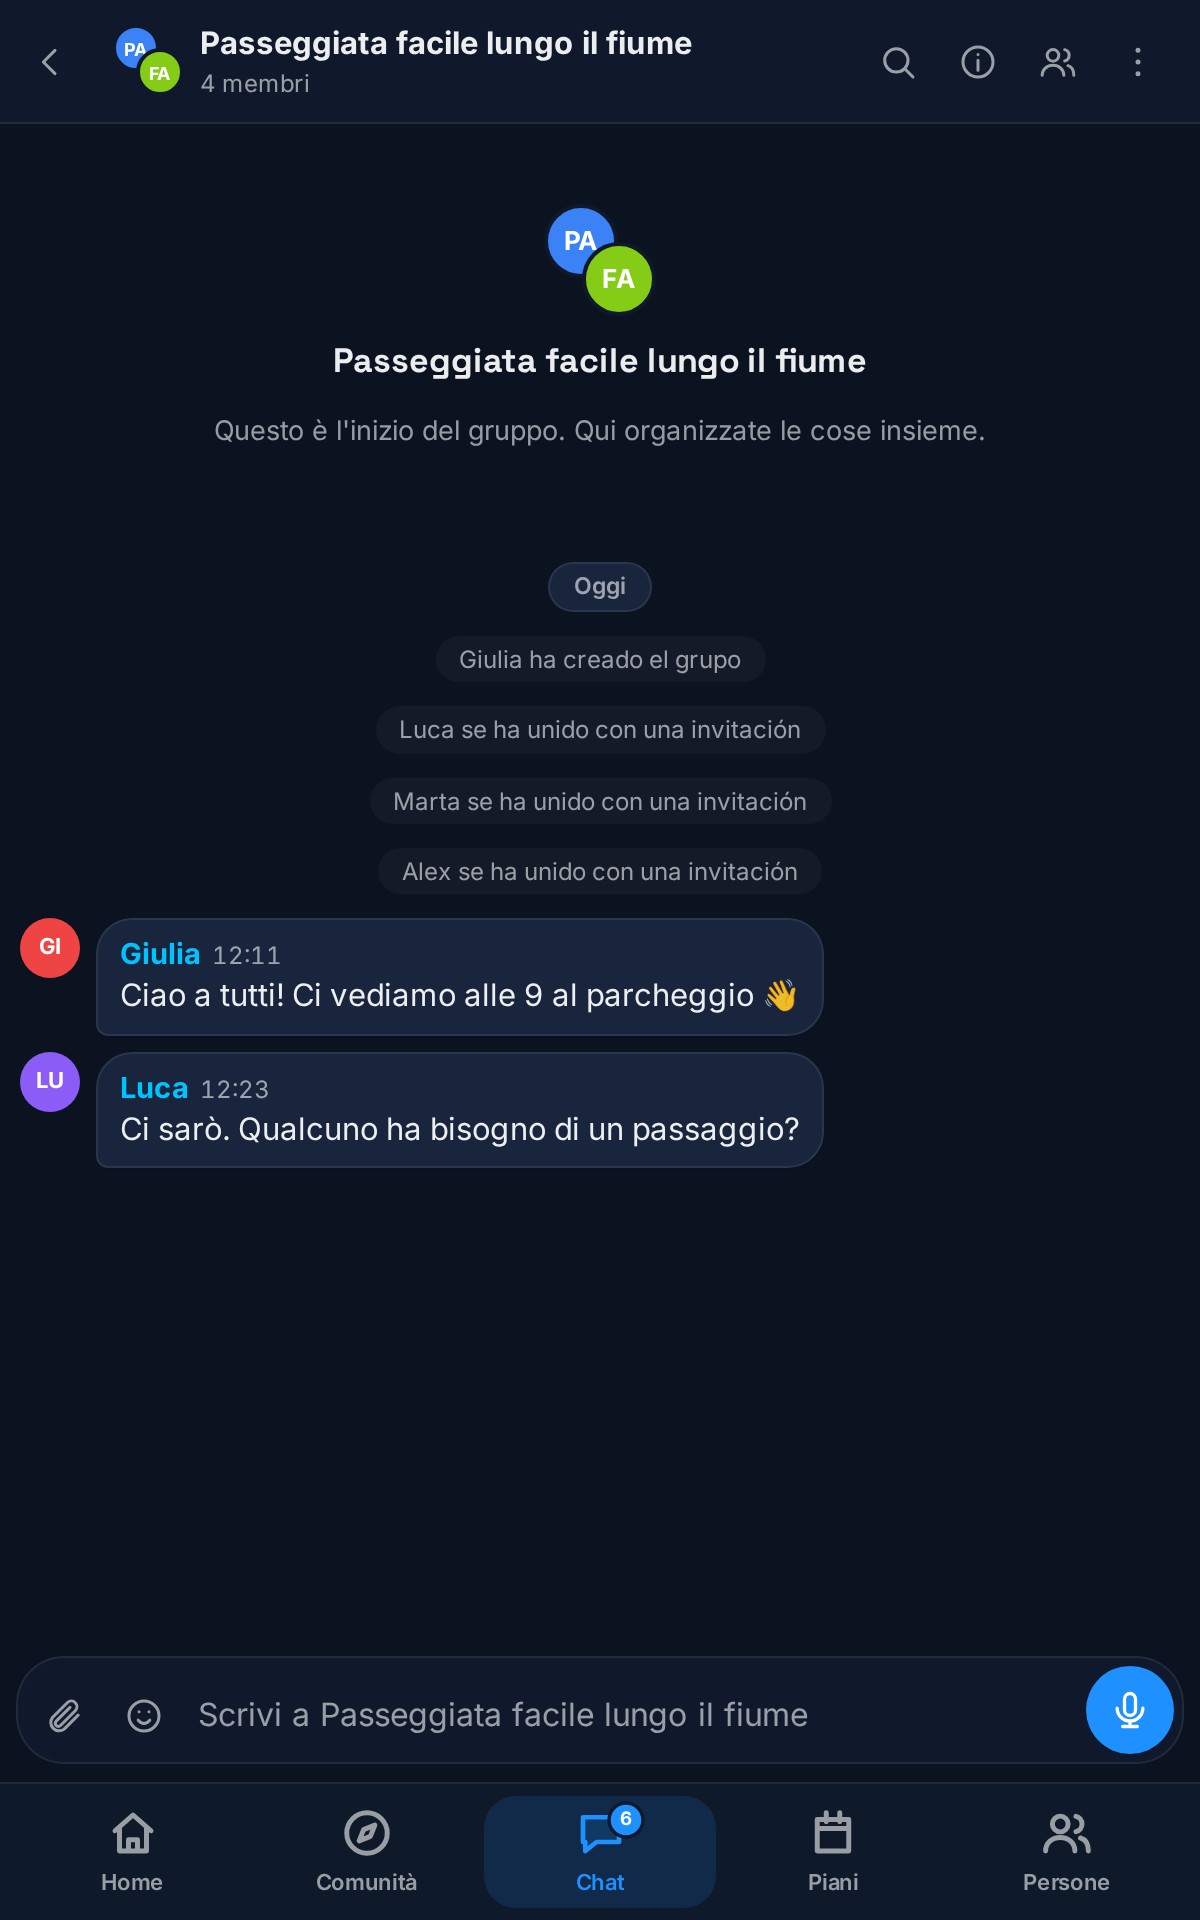 PA
FA
Passeggiata facile lungo il fiume
4 membri
PA
FA
Passeggiata facile lungo il fiume
Questo è l'inizio del gruppo. Qui organizzate le cose insieme.
Oggi
Giulia ha creado el grupo
Luca se ha unido con una invitación
Marta se ha unido con una invitación
Alex se ha unido con una invitación
GI
Giulia 12:11
Ciao a tutti! Ci vediamo alle 9 al parcheggio 👋
LU
Luca 12:23
Ci sarò. Qualcuno ha bisogno di un passaggio?
Scrivi a Passeggiata facile lungo il fiume
6
Home
Comunità
Chat
Piani
Persone